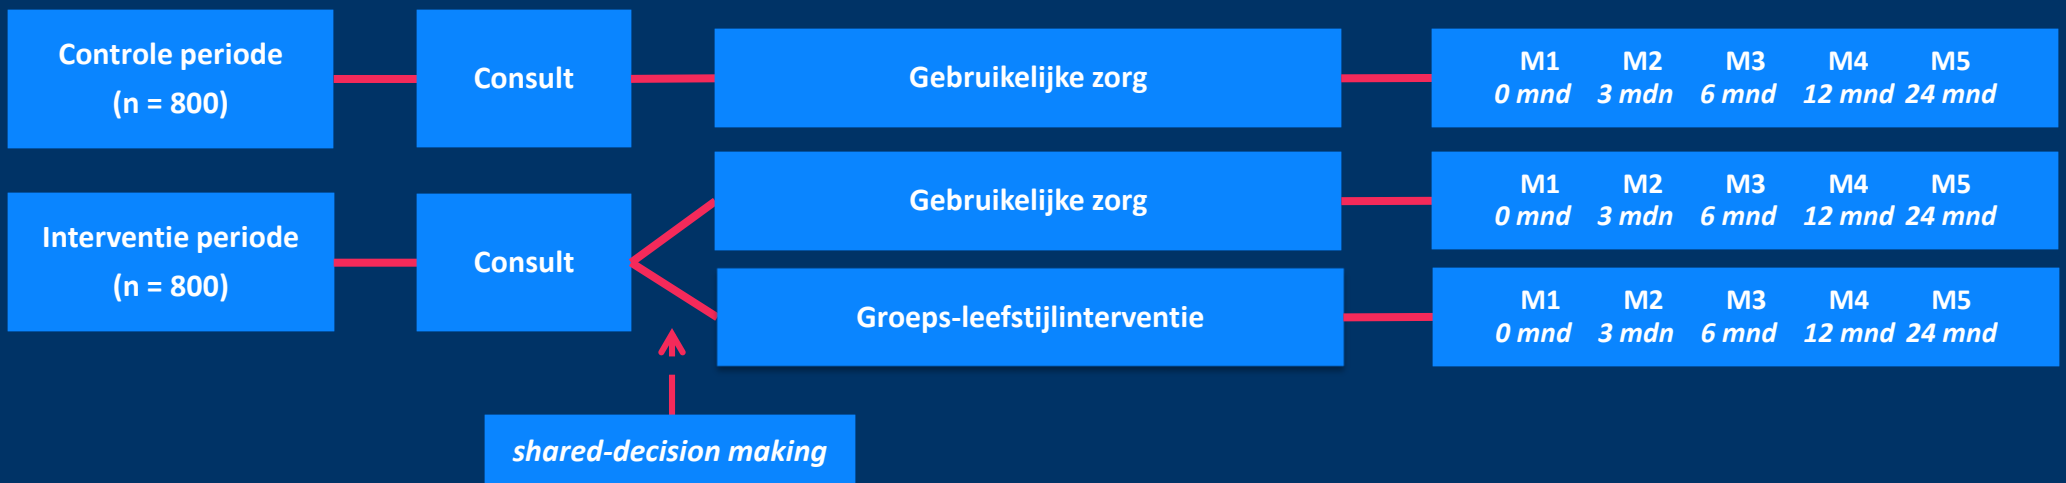 Controle periode
(n = 800)
Consult
Gebruikelijke zorg
M1 M2 M3 M4 M5
0 mnd 3 mdn 6 mnd 12 mnd 24 mnd
Interventie periode
(n = 800)
Consult
Gebruikelijke zorg
M1 M2 M3 M4 M5
0 mnd 3 mdn 6 mnd 12 mnd 24 mnd
Groeps-leefstijlinterventie
M1 M2 M3 M4 M5
0 mnd 3 mdn 6 mnd 12 mnd 24 mnd
shared-decision making